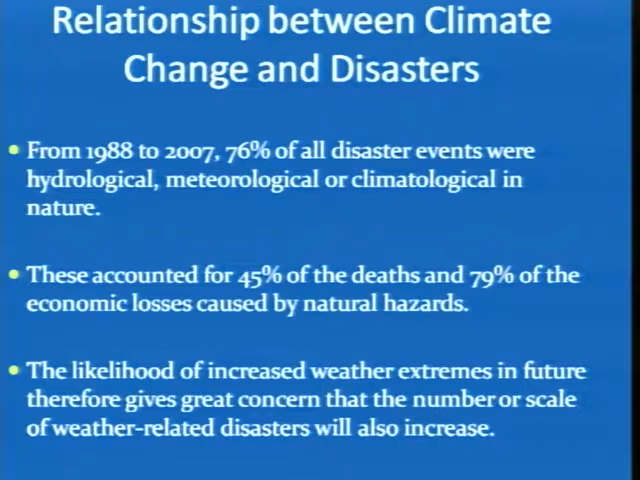 Relationship between Climate
Change and Disasters
• From 1988 to 2007, 76% of all disaster events were
hydrological, meteorological or climatological in
nature.
• These accounted for 45% of the deaths and 79% of the
economic losses caused by natural hazards.
• The likelihood of increased weather extremes in future
therefore gives great concern that the number or scale
of weather-related disasters will also increase.